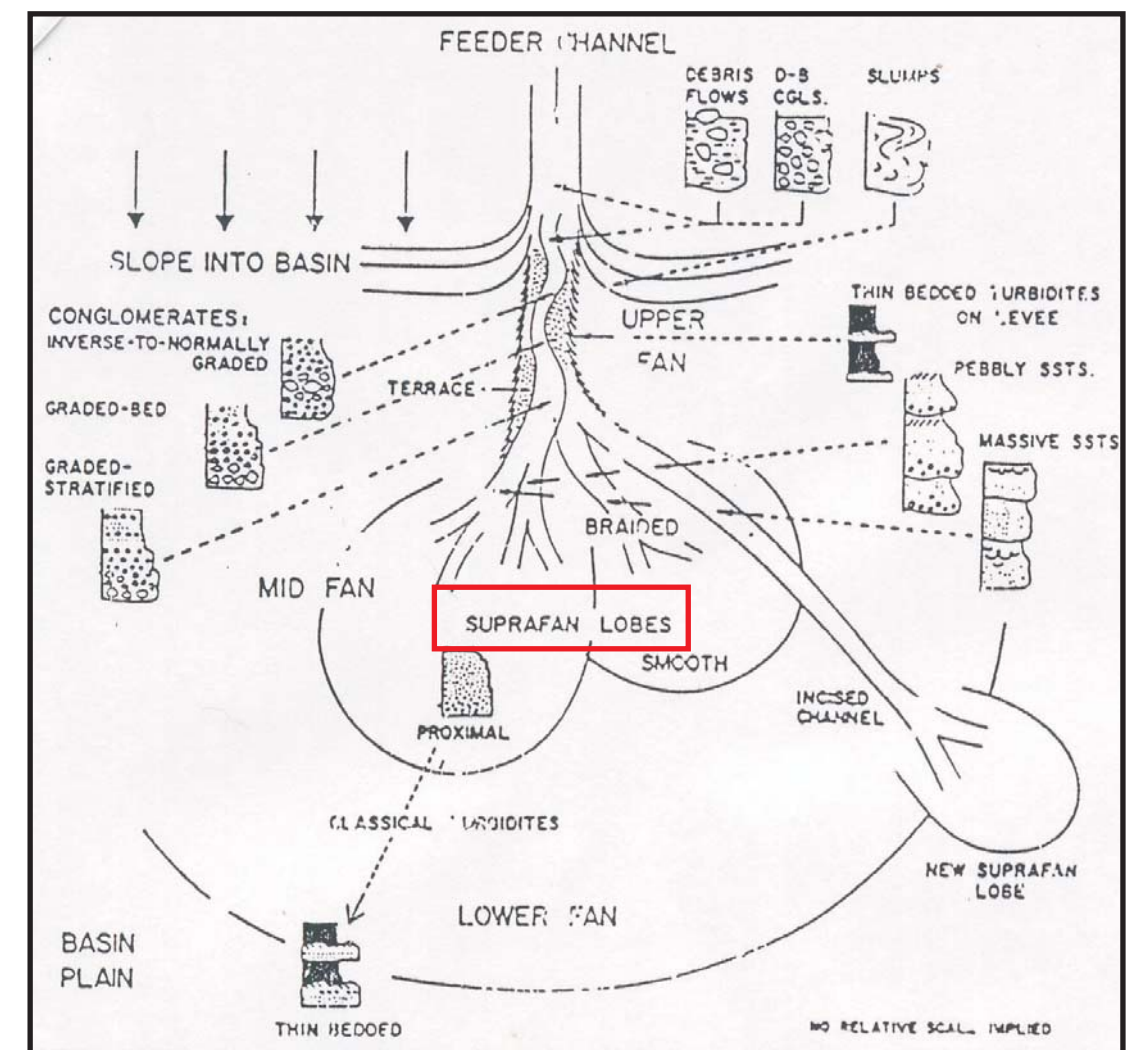 FEEDER CHANNEL
DEBRIS FLOWS
D-B CGLS.
SLUMPS
SLOPE INTO BASIN
THIN BEDDED TURBIDITES
ON LEVEE
CONGLOMERATES:
INVERSE-TO-NORMALLY
GRADED
UPPER
FAN
PEBBLY SSTS.
TERRACE
GRADED-BED
MASSIVE SSTS
GRADED-
STRATIFIED
BRAIDED
MID FAN
SUPRAFAN LOBES
SMOOTH
INCISED
CHANNEL
PROXIMAL
CLASSICAL TURBIDITES
NEW SUPRAFAN
LOBE
LOWER FAN
BASIN
PLAIN
THIN BEDDED
NO RELATIVE SCALE IMPLIED